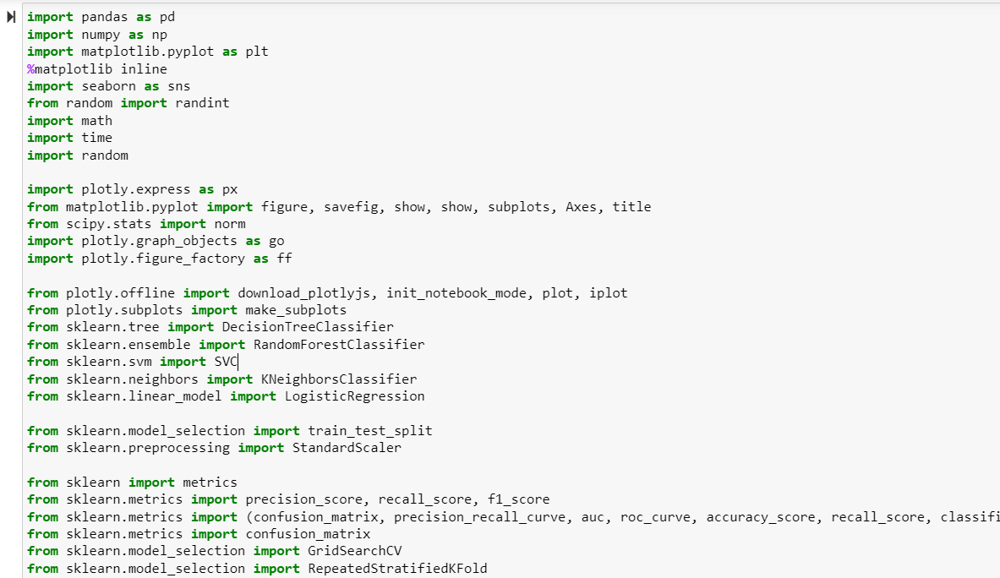 import pandas as pd
import numpy as np
import matplotlib.pyplot as plt
%matplotlib inline
import seaborn as sns
from random import randint
import math
import time
import random
import plotly.express as px
from matplotlib.pyplot import figure, savefig, show, show, subplots, Axes, title
from scipy.stats import norm
import plotly.graph_objects as go
import plotly.figure_factory as ff
from plotly.offline import download_plotlyjs, init_notebook_mode, plot, iplot
from plotly.subplots import make_subplots
from sklearn.tree import DecisionTreeClassifier
from sklearn.ensemble import RandomForestClassifier
from sklearn.svm import SVC
from sklearn.neighbors import KNeighborsClassifier
from sklearn.linear_model import LogisticRegression
from sklearn.model_selection import train_test_split
from sklearn.preprocessing import StandardScaler
from sklearn import metrics
from sklearn.metrics import precision_score, recall_score, f1_score
from sklearn.metrics import (confusion_matrix, precision_recall_curve, auc, roc_curve, accuracy_score, recall_score, classifi
from sklearn.metrics import confusion_matrix
from sklearn.model_selection import GridSearchCV
from sklearn.model_selection import RepeatedStratifiedKFold